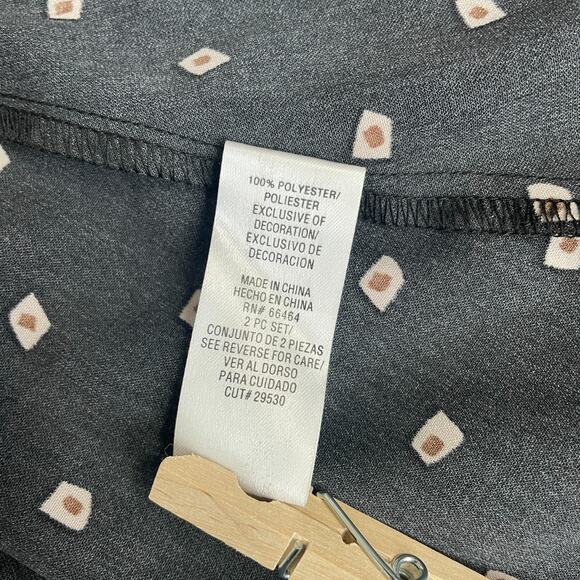 100% POLYESTER/
POLIESTER
EXCLUSIVE OF
DECORATION/
EXCLUSIVO DE
DECORACION
MADE IN CHINA
HECHO EN CHINA
RN# 66464
2 PC SET/
CONJUNTO DE 2 PIEZAS
SEE REVERSE FOR CARE/
VER AL DORSO
PARA CUIDADO
CUT# 29530